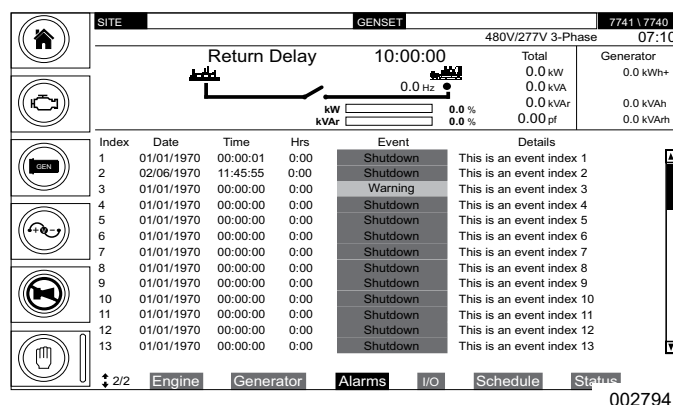 SITE GENSET 7741 \ 7740
480V/277V 3-Phase 07:10
Return Delay 10:00:00 Total Generator
0.0 kW 0.0 kWh+
0.0 Hz 0.0 kVA
kW 0.0 % 0.0 kVAr 0.0 kVAh
kVAr 0.0 % 0.00 pf 0.0 kVArh
Index Date Time Hrs Event Details
1 01/01/1970 00:00:01 0:00 Shutdown This is an event index 1
2 02/06/1970 11:45:55 0:00 Shutdown This is an event index 2
3 01/01/1970 00:00:00 0:00 Warning This is an event index 3
4 01/01/1970 00:00:00 0:00 Shutdown This is an event index 4
5 01/01/1970 00:00:00 0:00 Shutdown This is an event index 5
6 01/01/1970 00:00:00 0:00 Shutdown This is an event index 6
7 01/01/1970 00:00:00 0:00 Shutdown This is an event index 7
8 01/01/1970 00:00:00 0:00 Shutdown This is an event index 8
9 01/01/1970 00:00:00 0:00 Shutdown This is an event index 9
10 01/01/1970 00:00:00 0:00 Shutdown This is an event index 10
11 01/01/1970 00:00:00 0:00 Shutdown This is an event index 11
12 01/01/1970 00:00:00 0:00 Shutdown This is an event index 12
13 01/01/1970 00:00:00 0:00 Shutdown This is an event index 13
GEN
2/2 Engine Generator Alarms I/O Schedule Status
002794